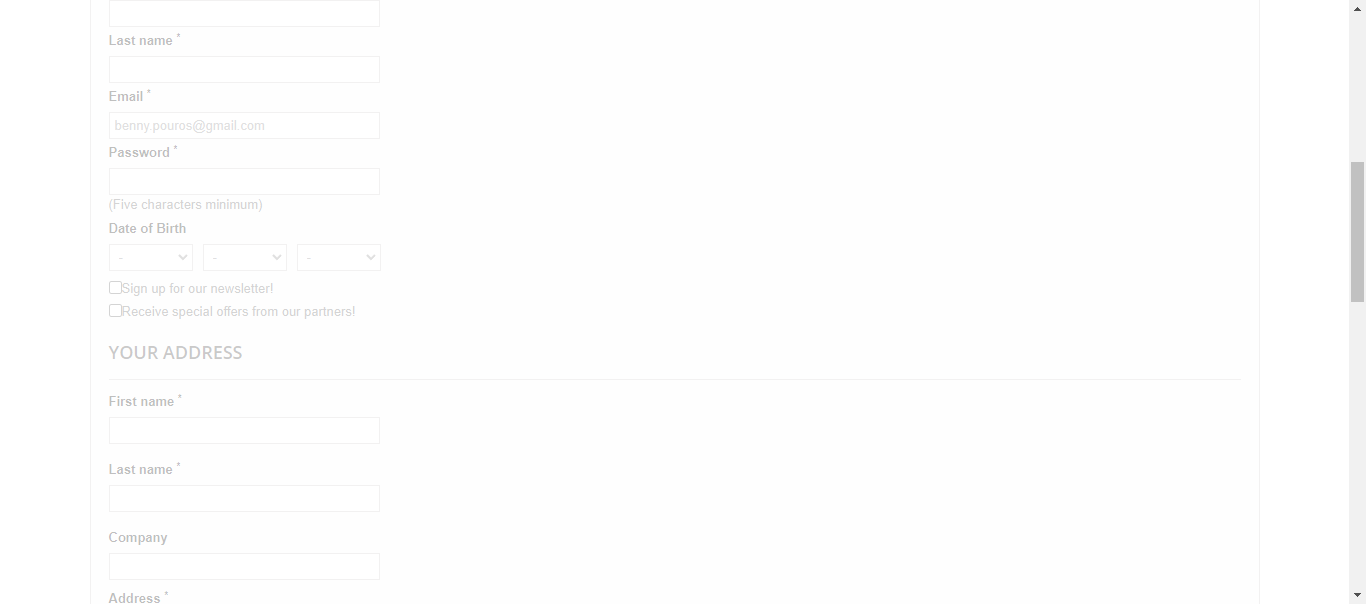 Last name *
Email *
benny.pouros@gmail.com
Password *
(Five characters minimum)
Date of Birth
- - -
Sign up for our newsletter!
Receive special offers from our partners!
YOUR ADDRESS
First name *
Last name *
Company
Address *